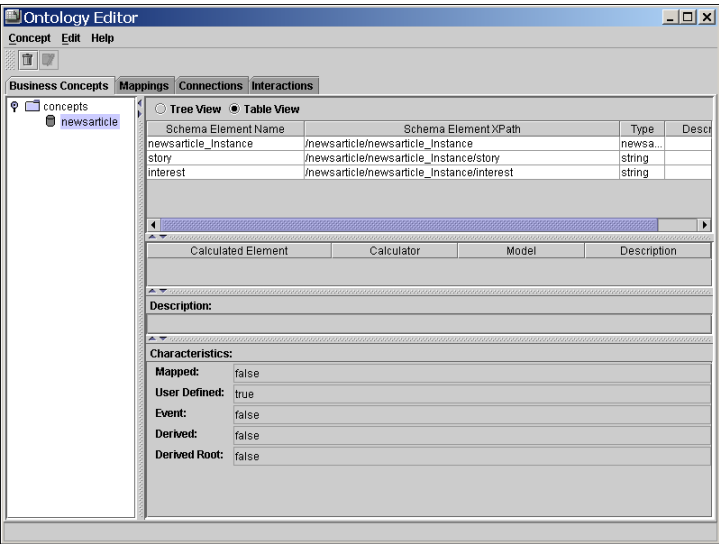 Ontology Editor
Concept Edit Help
Business Concepts Mappings Connections Interactions
concepts
newsarticle
Tree View Table View
Schema Element Name Schema Element XPath Type Descr
newsarticle_Instance /newsarticle/newsarticle_Instance newsa...
story /newsarticle/newsarticle_Instance/story string
interest /newsarticle/newsarticle_Instance/interest string
Calculated Element Calculator Model Description
Description:
Characteristics:
Mapped: false
User Defined: true
Event: false
Derived: false
Derived Root: false